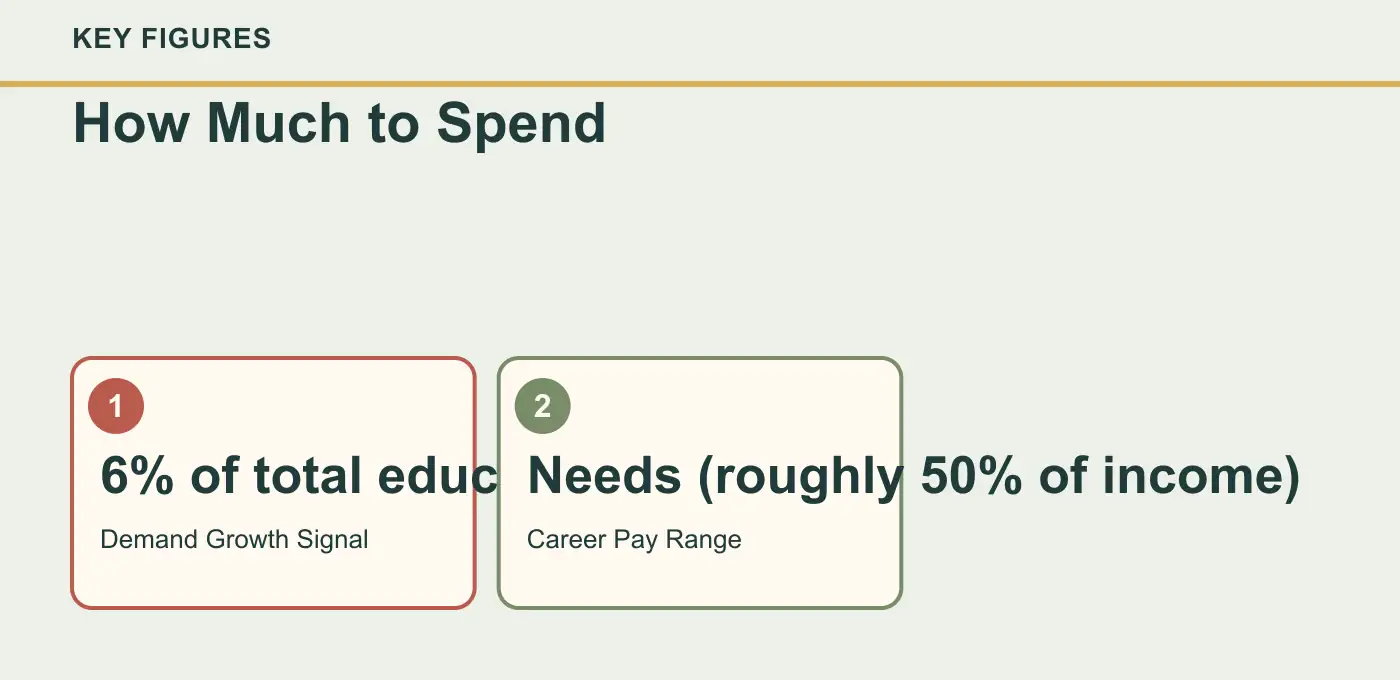 KEY FIGURES
How Much to Spend
1
6% of total educ
Demand Growth Signal
2
Needs (roughly 50% of income)
Career Pay Range